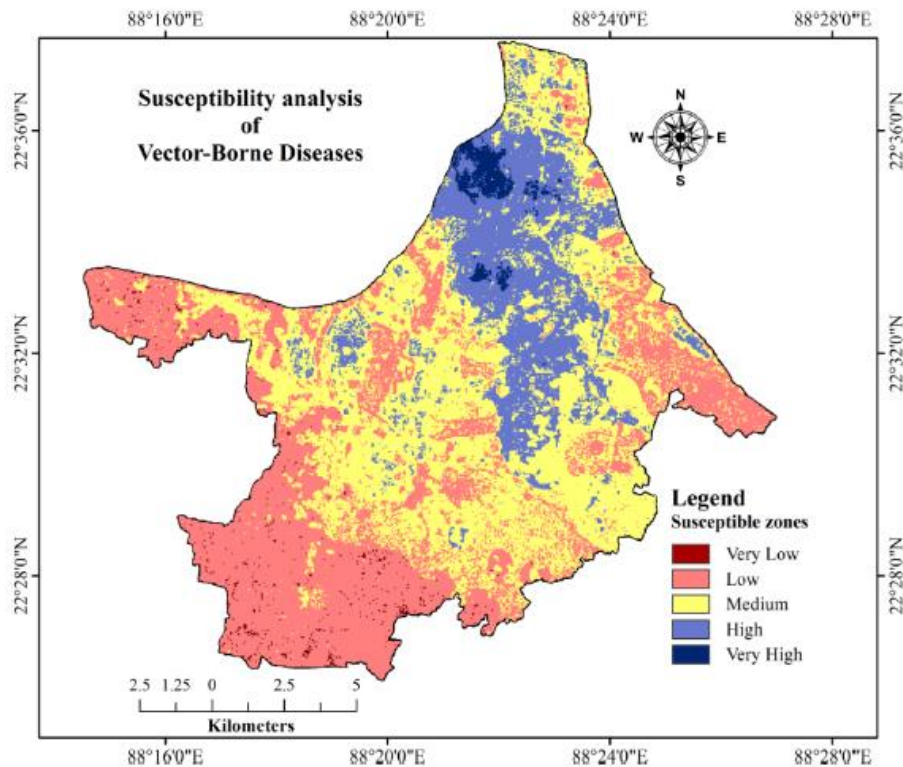 88°16'0"E 88°20'0"E 88°24'0"E 88°28'0"E
Susceptibility analysis
of
Vector-Borne Diseases
N
W E
S
22°36'0"N 22°36'0"N
22°32'0"N 22°32'0"N
22°28'0"N 22°28'0"N
Legend
Susceptible zones
Very Low
Low
Medium
High
Very High
2.5 1.25 0 2.5 5
Kilometers
88°16'0"E 88°20'0"E 88°24'0"E 88°28'0"E